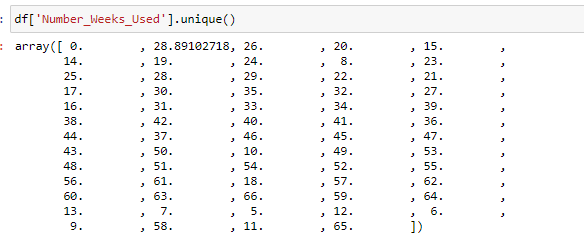 : df['Number_Weeks_Used'].unique()
: array([ 0.        , 28.89102718, 26.        , 20.        , 15.        ,
       14.        , 19.        , 24.        ,  8.        , 23.        ,
       25.        , 28.        , 29.        , 22.        , 21.        ,
       17.        , 30.        , 35.        , 32.        , 27.        ,
       16.        , 31.        , 33.        , 34.        , 39.        ,
       38.        , 42.        , 40.        , 41.        , 36.        ,
       44.        , 37.        , 46.        , 45.        , 47.        ,
       43.        , 50.        , 10.        , 49.        , 53.        ,
       48.        , 51.        , 54.        , 52.        , 55.        ,
       56.        , 61.        , 18.        , 57.        , 62.        ,
       60.        , 63.        , 66.        , 59.        , 64.        ,
       13.        ,  7.        ,  5.        , 12.        ,  6.        ,
        9.        , 58.        , 11.        , 65.        ])